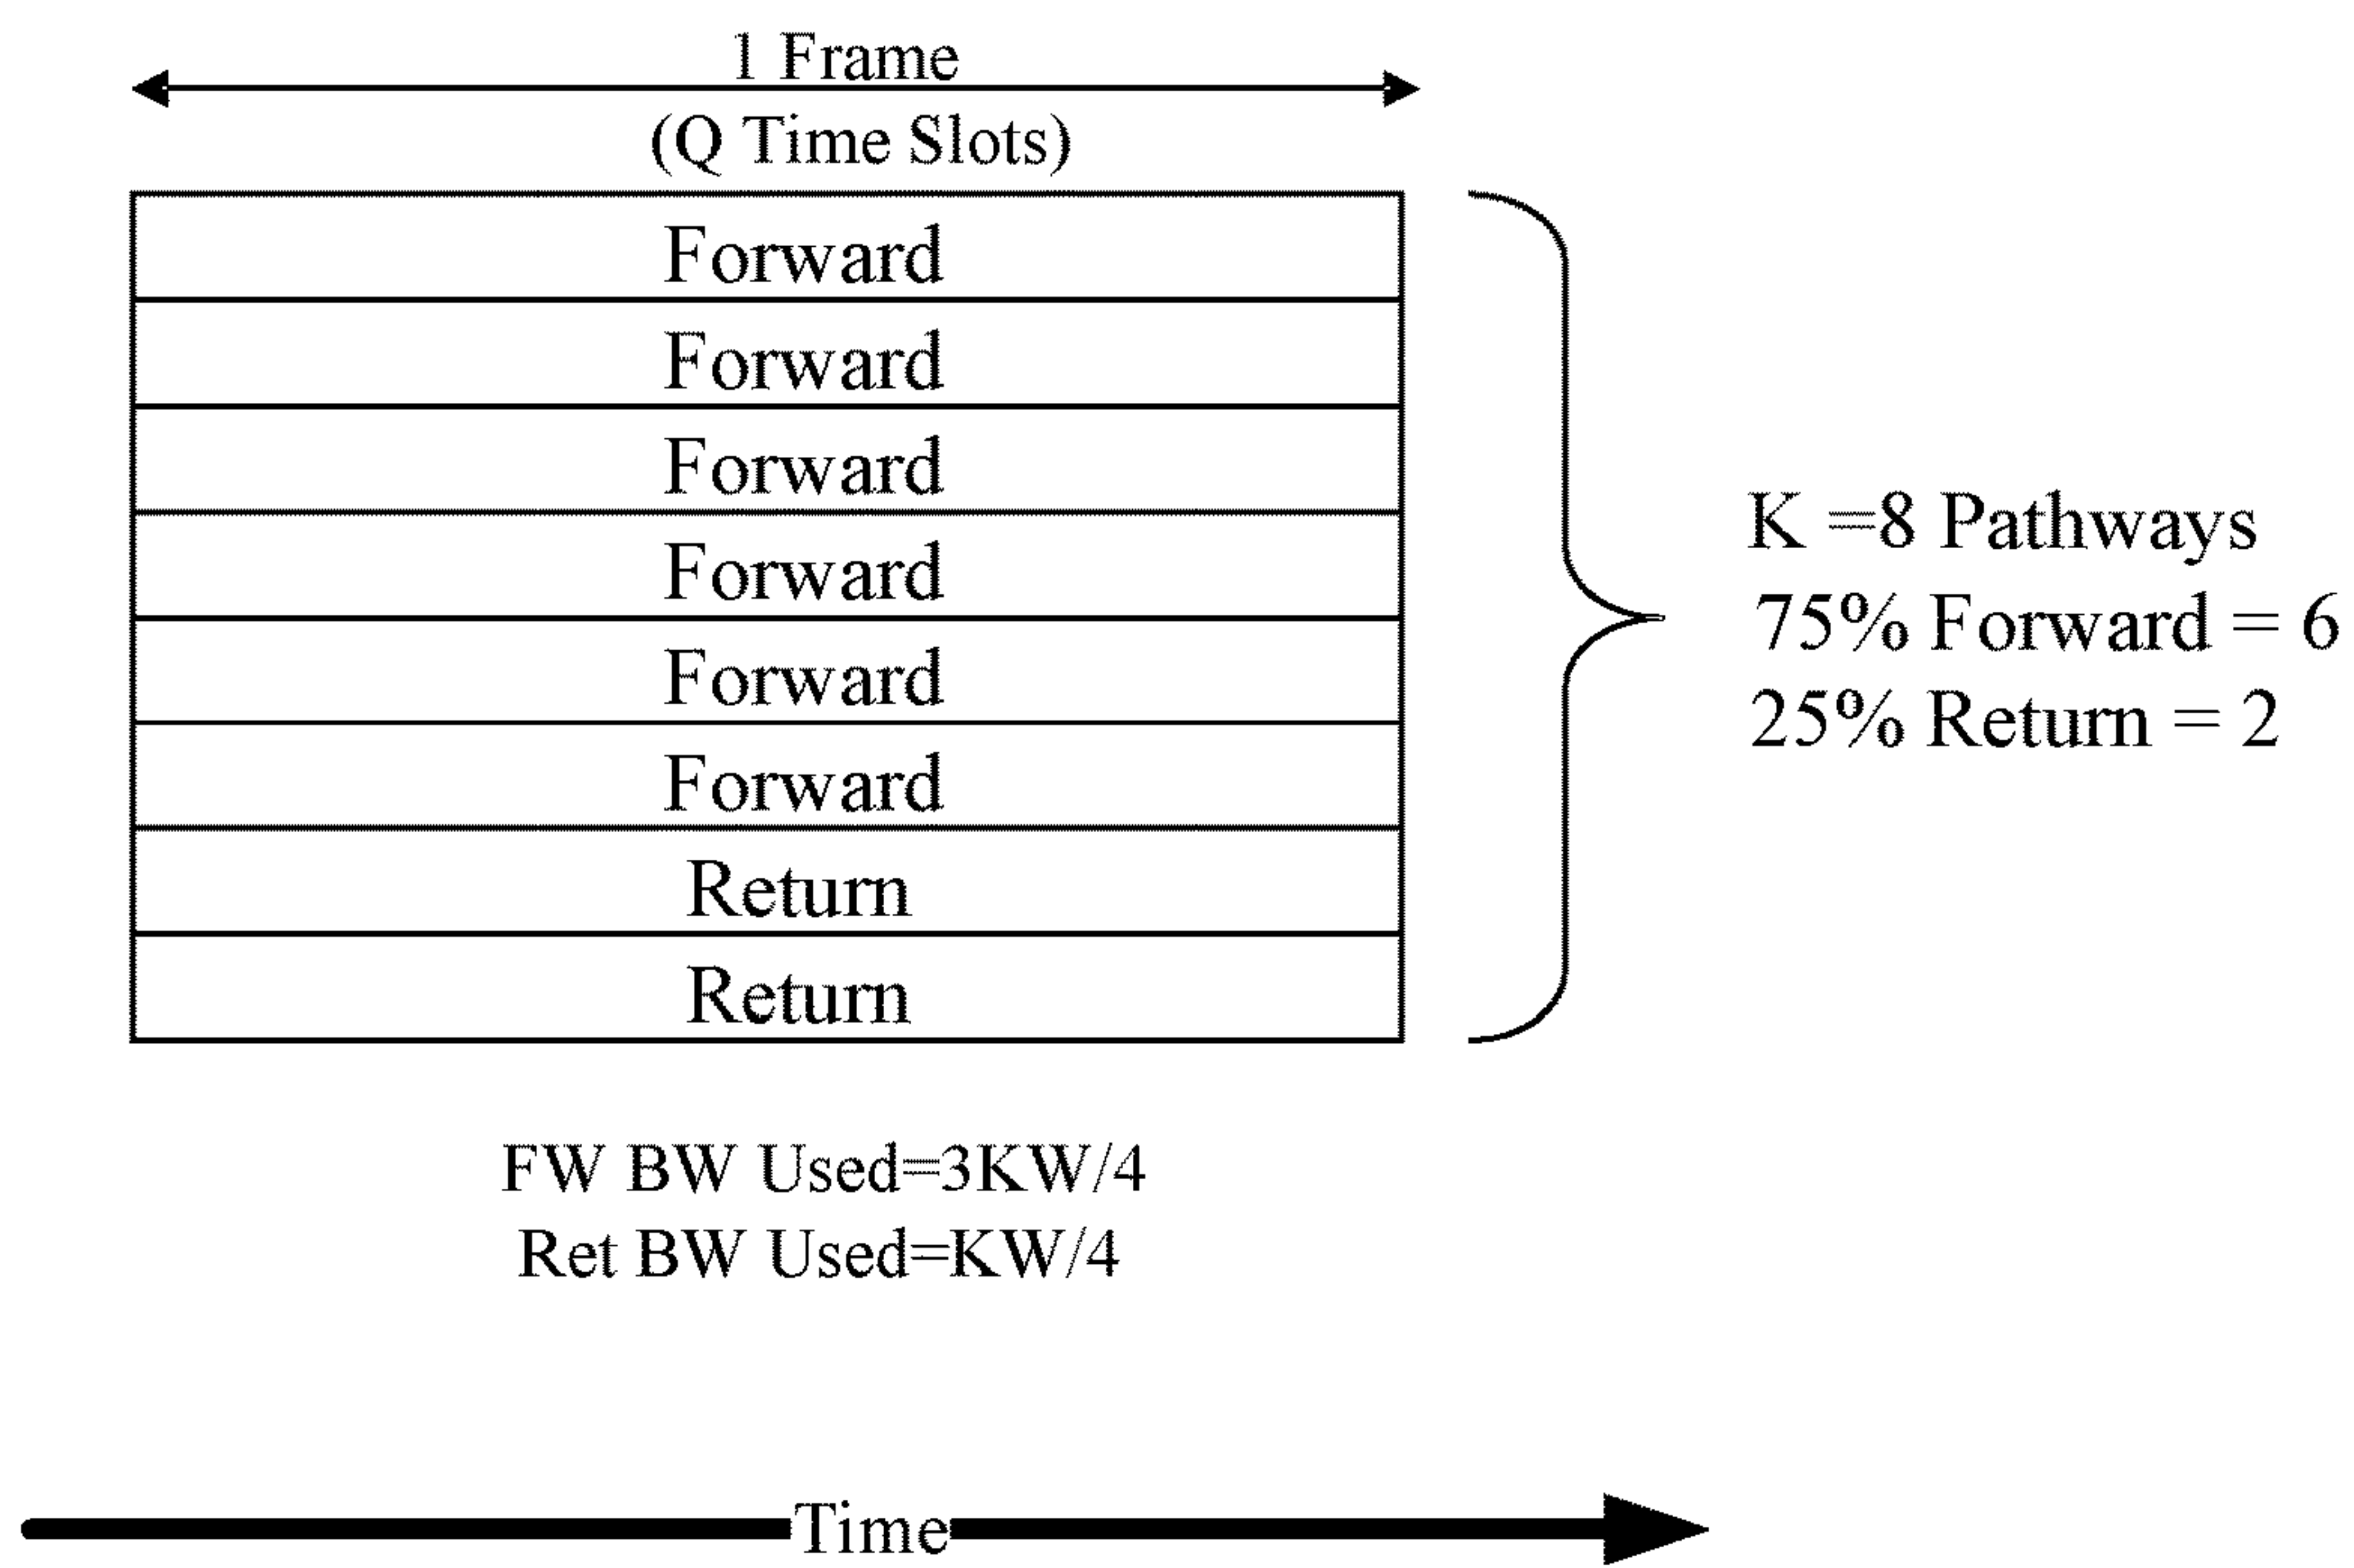 1 Frame
(Q Time Slots)
Forward
Forward
Forward
Forward
Forward
Forward
Return
Return
K =8 Pathways
75% Forward = 6
25% Return = 2
FW BW Used=3KW/4
Ret BW Used=KW/4
Time